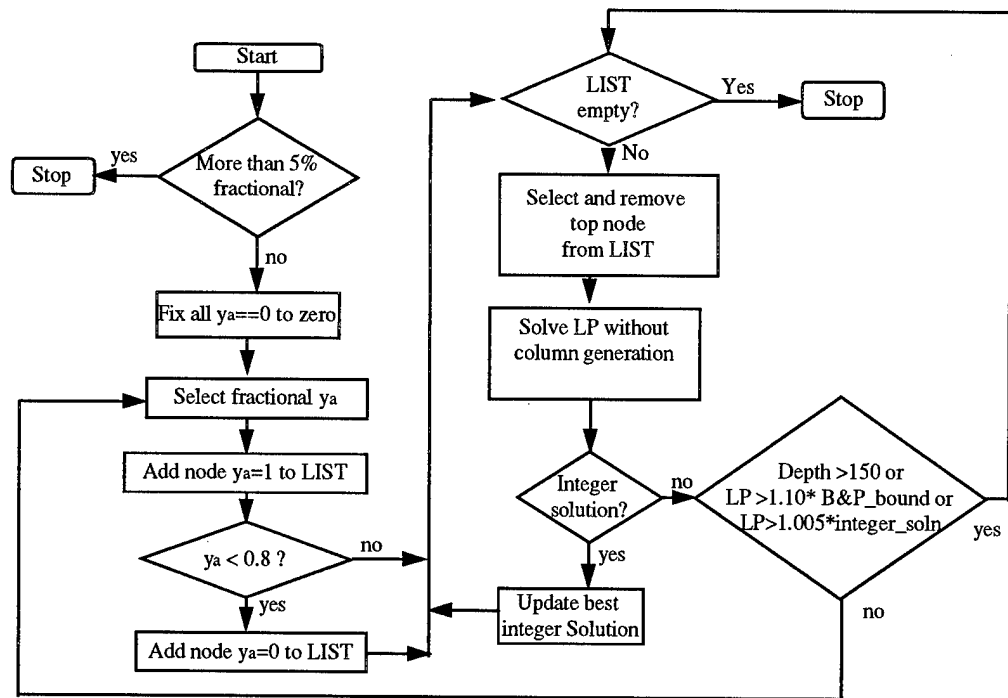 Start
More than 5%
fractional?
yes
Stop
no
Fix all ya==0 to zero
Select fractional ya
Add node ya=1 to LIST
ya < 0.8 ?
no
yes
Add node ya=0 to LIST
LIST
empty?
Yes
Stop
No
Select and remove
top node
from LIST
Solve LP without
column generation
Integer
solution?
no
yes
Update best
integer Solution
Depth >150 or
LP >1.10* B&P_bound or
LP>1.005*integer_soln
yes
no